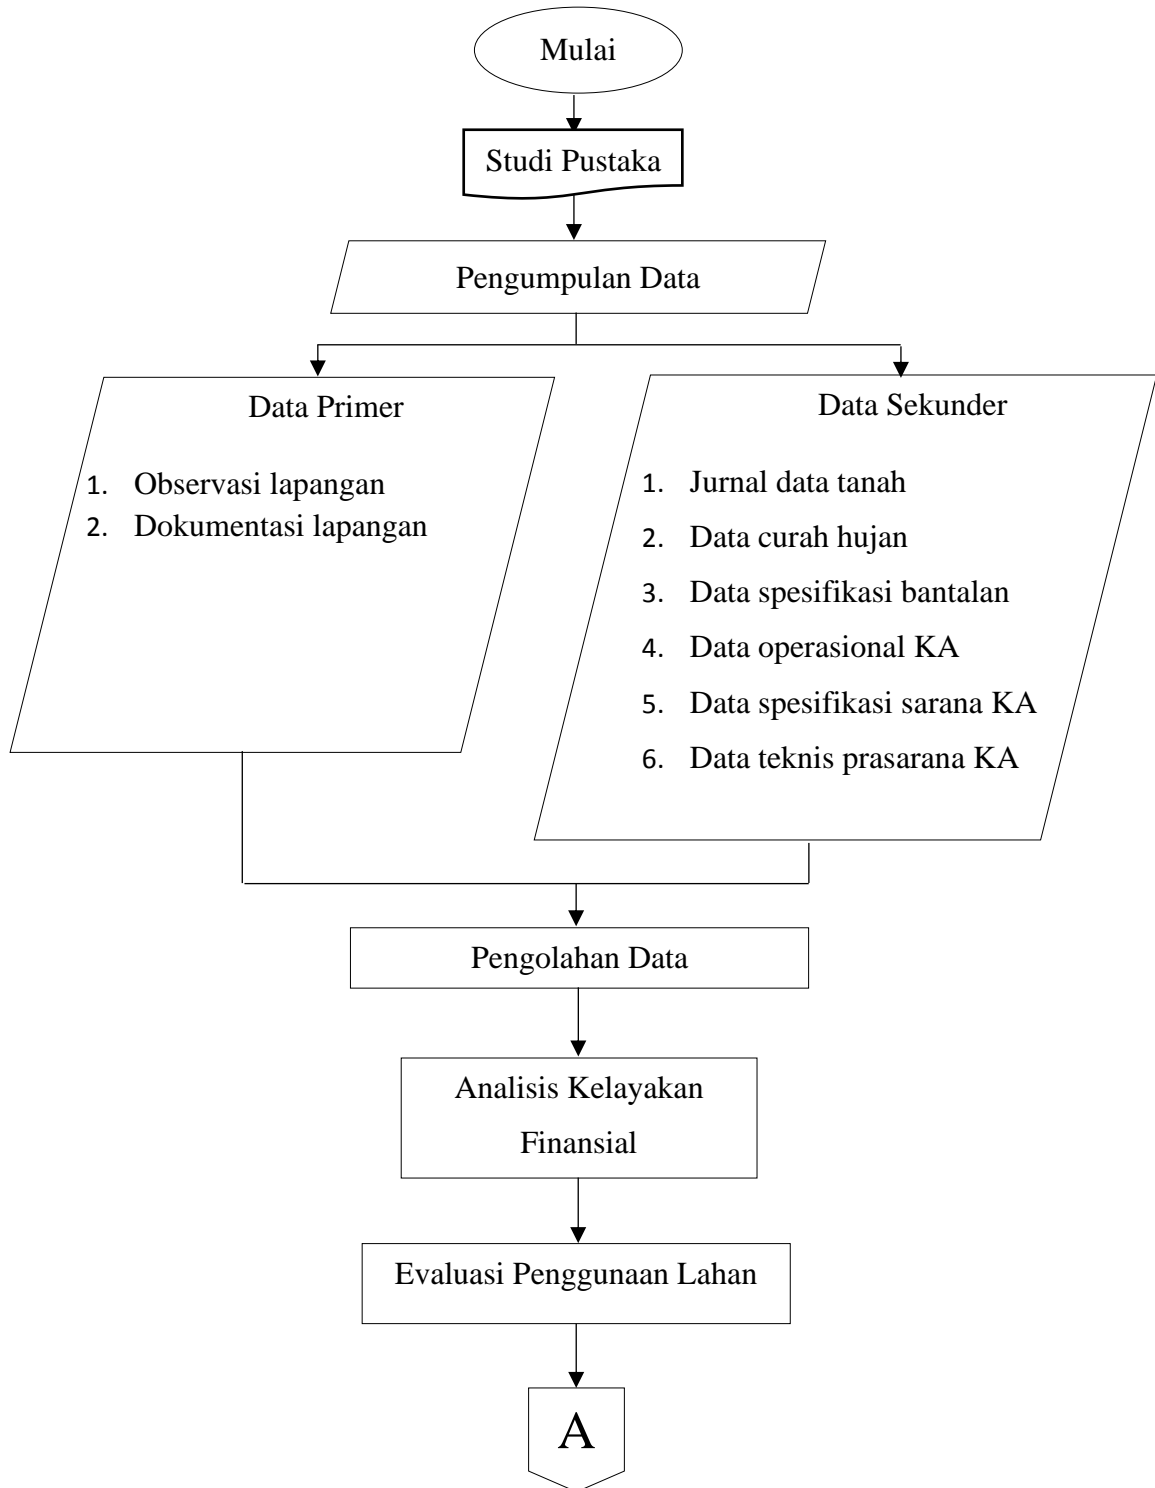 Mulai
Studi Pustaka
Pengumpulan Data
Data Primer
1. Observasi lapangan
2. Dokumentasi lapangan
Data Sekunder
1. Jurnal data tanah
2. Data curah hujan
3. Data spesifikasi bantalan
4. Data operasional KA
5. Data spesifikasi sarana KA
6. Data teknis prasarana KA
Pengolahan Data
Analisis Kelayakan
Finansial
Evaluasi Penggunaan Lahan
A